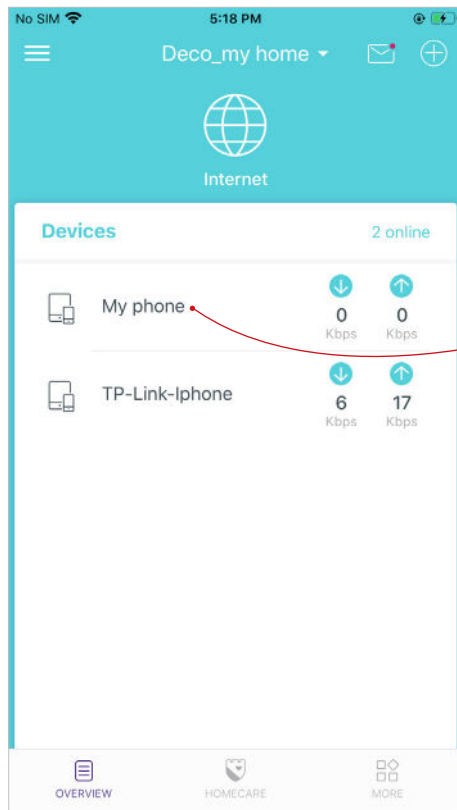 No SIM 5:18 PM
Deco_my home
Internet
Devices 2 online
My phone 0 0
Kbps Kbps
TP-Link-Iphone 6 17
Kbps Kbps
OVERVIEW HOMECARE MORE